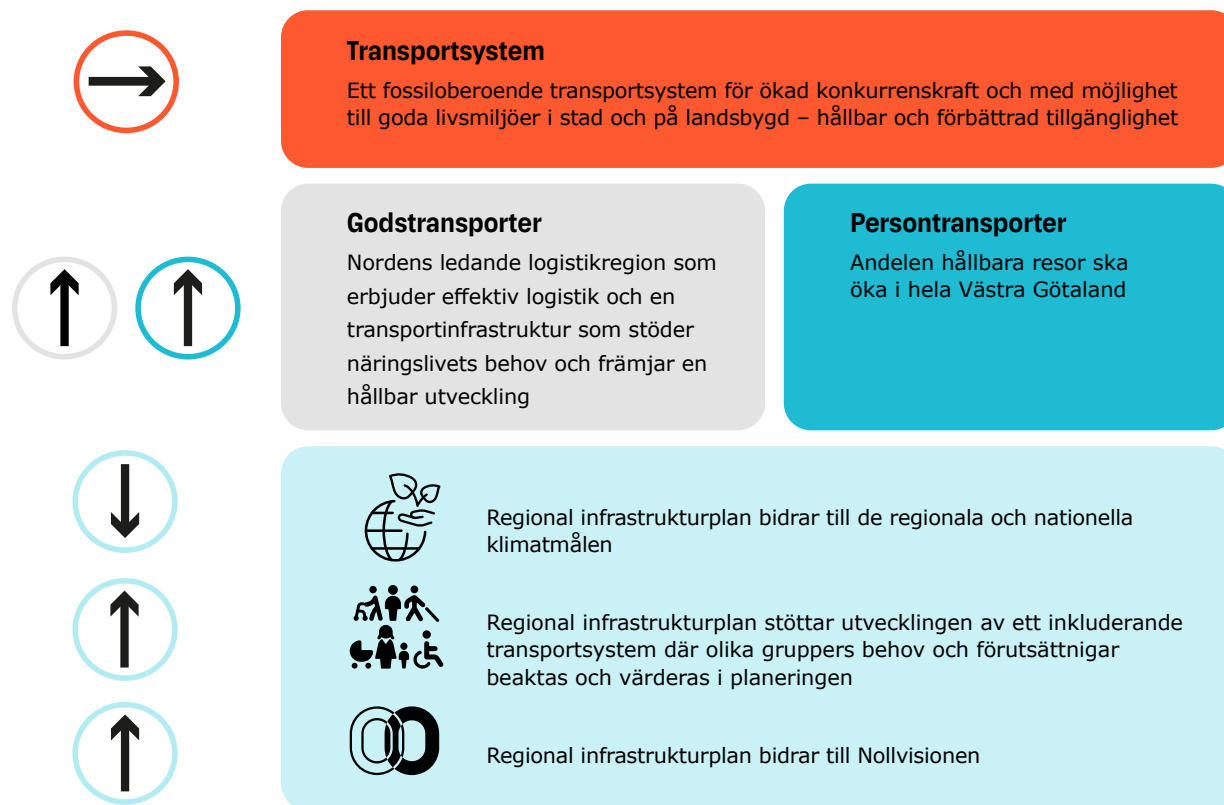 Transportsystem
Ett fossiloberoende transportsystem för ökad konkurrenskraft och med möjlighet
till goda livsmiljöer i stad och på landsbygd – hållbar och förbättrad tillgänglighet
Godstransporter
Nordens ledande logistikregion som
erbjuder effektiv logistik och en
transportinfrastruktur som stöder
näringslivets behov och främjar en
hållbar utveckling
Persontransporter
Andelen hållbara resor ska
öka i hela Västra Götaland
Regional infrastrukturplan bidrar till de regionala och nationella
klimatmålen
Regional infrastrukturplan stöttar utvecklingen av ett inkluderande
transportsystem där olika gruppers behov och förutsättnigar
beaktas och värderas i planeringen
Regional infrastrukturplan bidrar till Nollvisionen